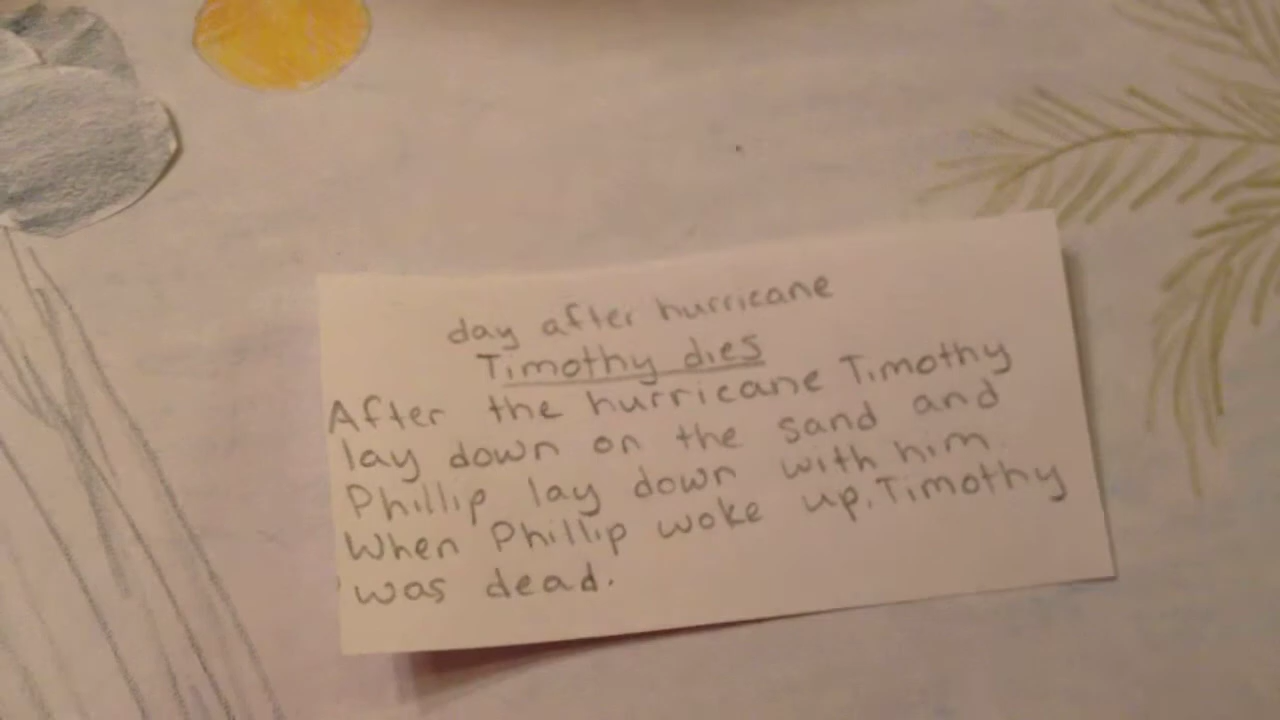 day after hurricane
Timothy dies
After the hurricane Timothy
lay down on the sand and
Phillip lay down with him.
When Phillip woke up, Timothy
was dead.